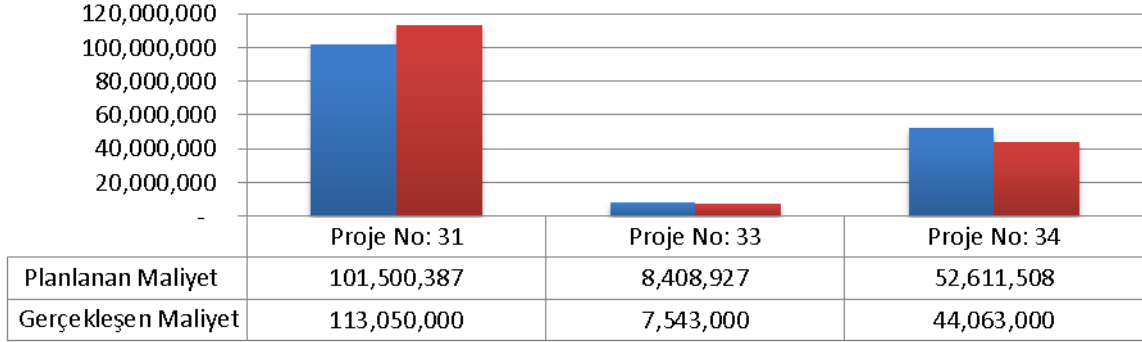 120,000,000
100,000,000
80,000,000
60,000,000
40,000,000
20,000,000
-
Proje No: 31 Proje No: 33 Proje No: 34
Planlanan Maliyet 101,500,387 8,408,927 52,611,508
Gerçekleşen Maliyet 113,050,000 7,543,000 44,063,000